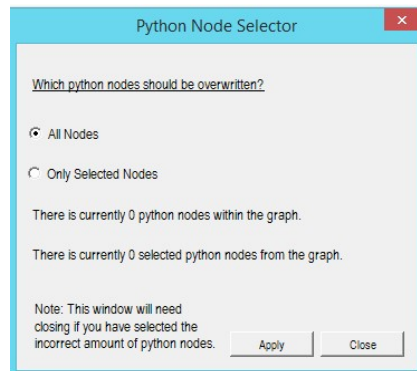 Python Node Selector
Which python nodes should be overwritten?
All Nodes
Only Selected Nodes
There is currently 0 python nodes within the graph.
There is currently 0 selected python nodes from the graph.
Note: This window will need
closing if you have selected the
incorrect amount of python nodes.
Apply
Close